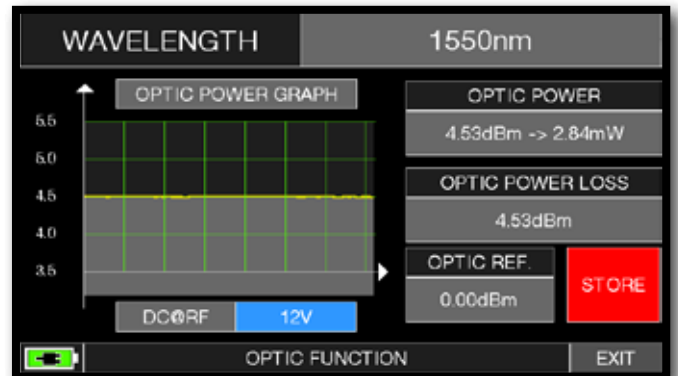 WAVELENGTH 1550nm
OPTIC POWER GRAPH
5.5
5.0
4.5
4.0
3.5
DC@RF 12V
OPTIC POWER
4.53dBm -> 2.84mW
OPTIC POWER LOSS
4.53dBm
OPTIC REF.
0.00dBm
STORE
OPTIC FUNCTION EXIT